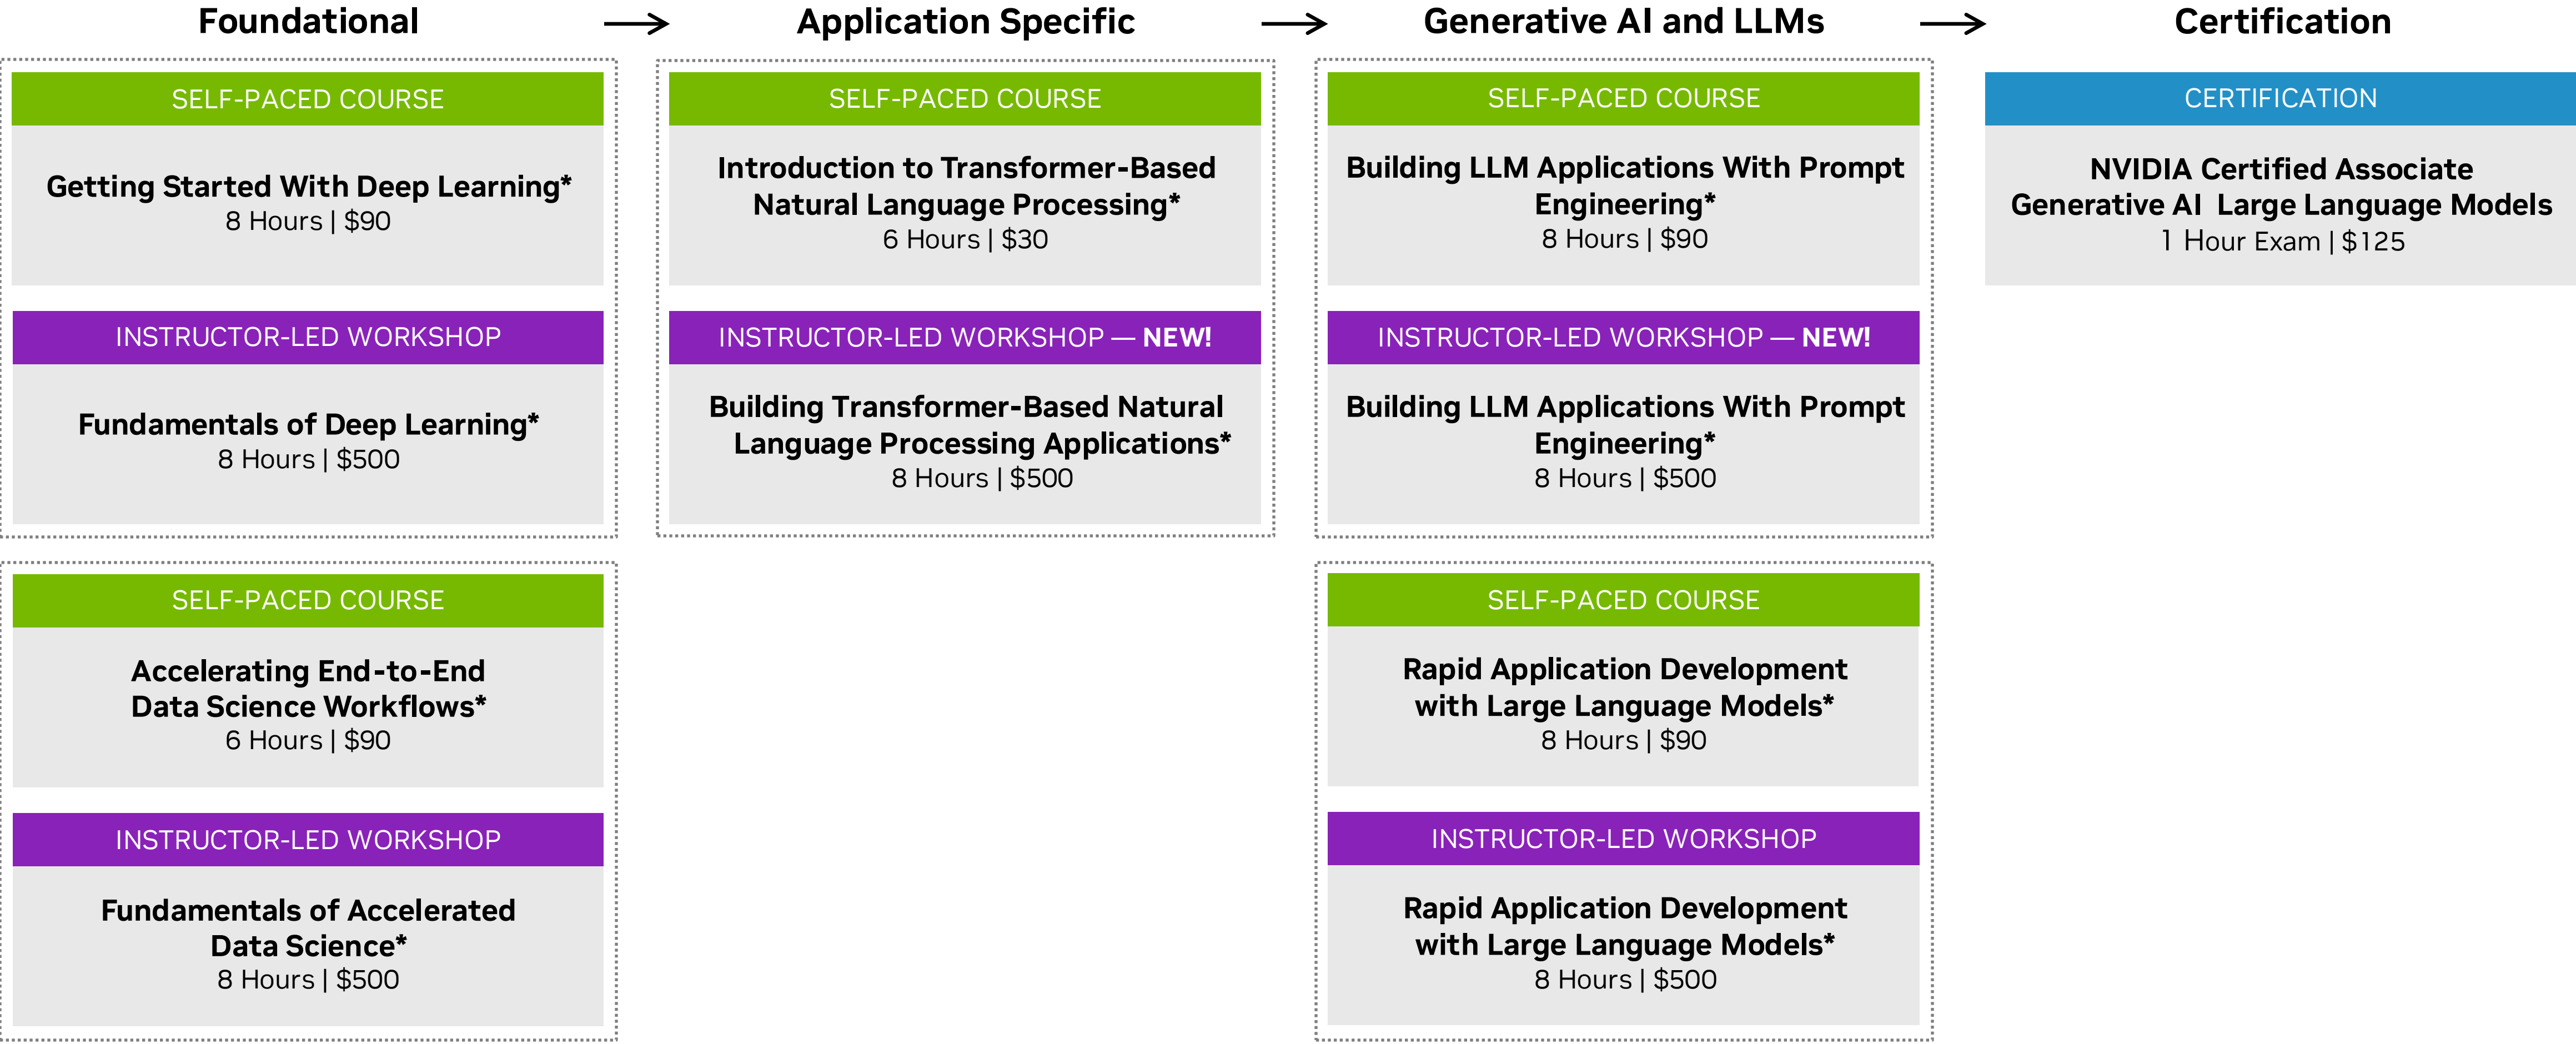 Foundational
Application Specific
Generative AI and LLMs
Certification
SELF-PACED COURSE
Getting Started With Deep Learning*
8 Hours | $90
INSTRUCTOR-LED WORKSHOP
Fundamentals of Deep Learning*
8 Hours | $500
SELF-PACED COURSE
Accelerating End-to-End
Data Science Workflows*
6 Hours | $90
INSTRUCTOR-LED WORKSHOP
Fundamentals of Accelerated
Data Science*
8 Hours | $500
SELF-PACED COURSE
Introduction to Transformer-Based
Natural Language Processing*
6 Hours | $30
INSTRUCTOR-LED WORKSHOP — NEW!
Building Transformer-Based Natural
Language Processing Applications*
8 Hours | $500
SELF-PACED COURSE
Building LLM Applications With Prompt
Engineering*
8 Hours | $90
INSTRUCTOR-LED WORKSHOP — NEW!
Building LLM Applications With Prompt
Engineering*
8 Hours | $500
SELF-PACED COURSE
Rapid Application Development
with Large Language Models*
8 Hours | $90
INSTRUCTOR-LED WORKSHOP
Rapid Application Development
with Large Language Models*
8 Hours | $500
CERTIFICATION
NVIDIA Certified Associate
Generative AI Large Language Models
1 Hour Exam | $125